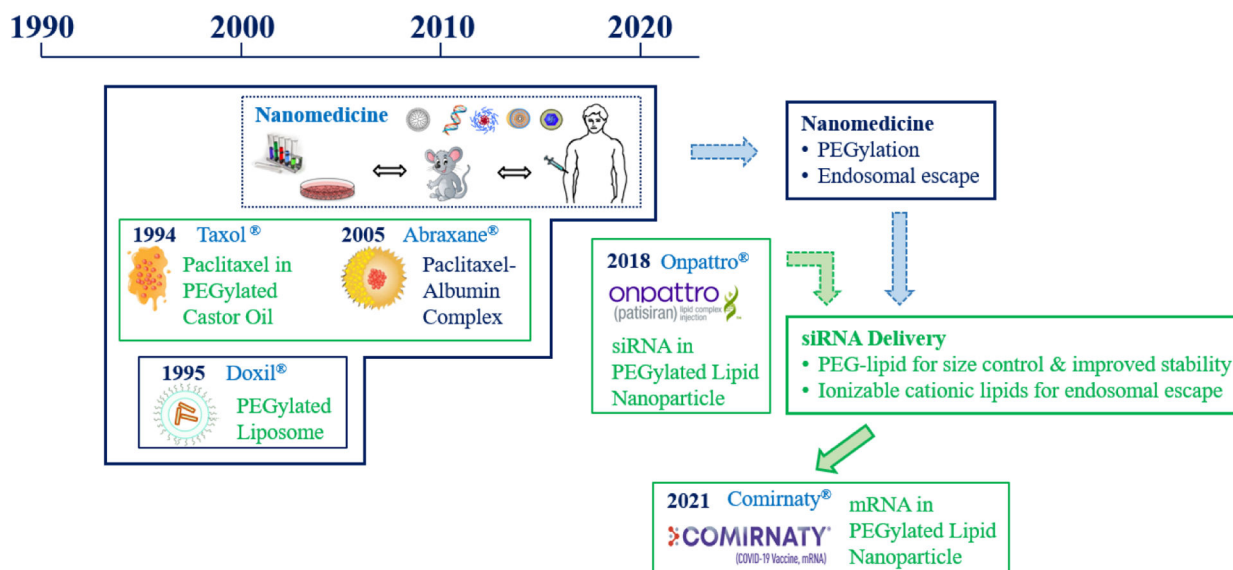 1990 2000 2010 2020
Nanomedicine
Nanomedicine
• PEGylation
• Endosomal escape
1994 Taxol®
Paclitaxel in
PEGylated
Castor Oil
2005 Abraxane®
Paclitaxel-
Albumin
Complex
1995 Doxil®
PEGylated
Liposome
2018 Onpattro®
onpattro
(patisiran) lipid complex
injection
siRNA in
PEGylated Lipid
Nanoparticle
siRNA Delivery
• PEG-lipid for size control & improved stability
• Ionizable cationic lipids for endosomal escape
2021 Comirnaty®
COMIRNATY®
(COVID-19 Vaccine, mRNA)
mRNA in
PEGylated Lipid
Nanoparticle